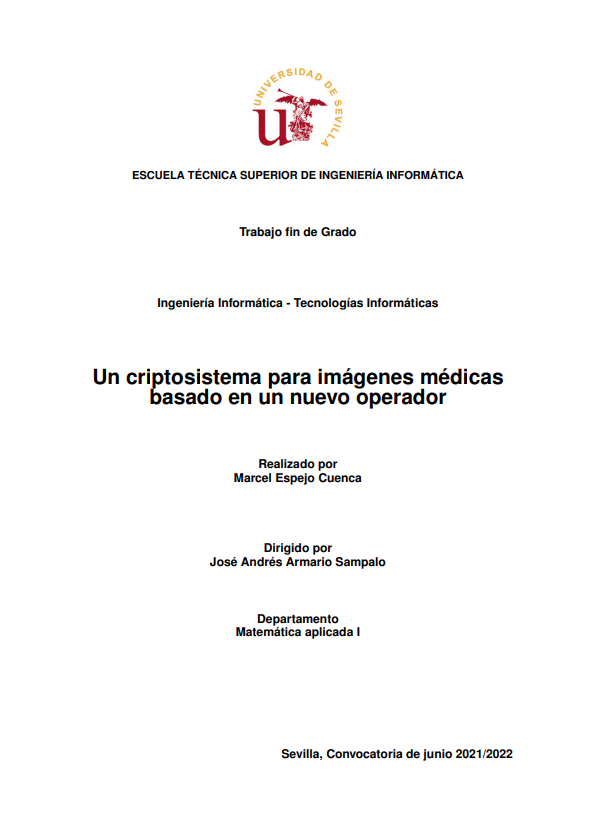 UNIVERSIDAD DE SEVILLA
ESCUELA TÉCNICA SUPERIOR DE INGENIERÍA INFORMÁTICA
Trabajo fin de Grado
Ingeniería Informática - Tecnologías Informáticas
Un criptosistema para imágenes médicas
basado en un nuevo operador
Realizado por
Marcel Espejo Cuenca
Dirigido por
José Andrés Armario Sampalo
Departamento
Matemática aplicada I
Sevilla, Convocatoria de junio 2021/2022